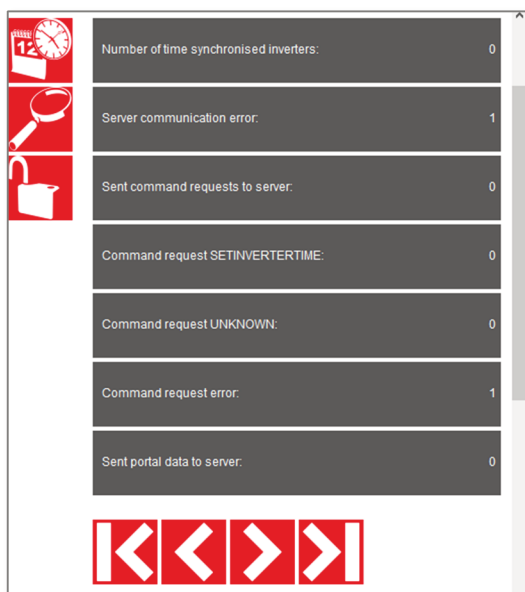 12
Number of time synchronised inverters: 0
Server communication error: 1
Sent command requests to server: 0
Command request SETINVERTERTIME: 0
Command request UNKNOWN: 0
Command request error: 1
Sent portal data to server: 0